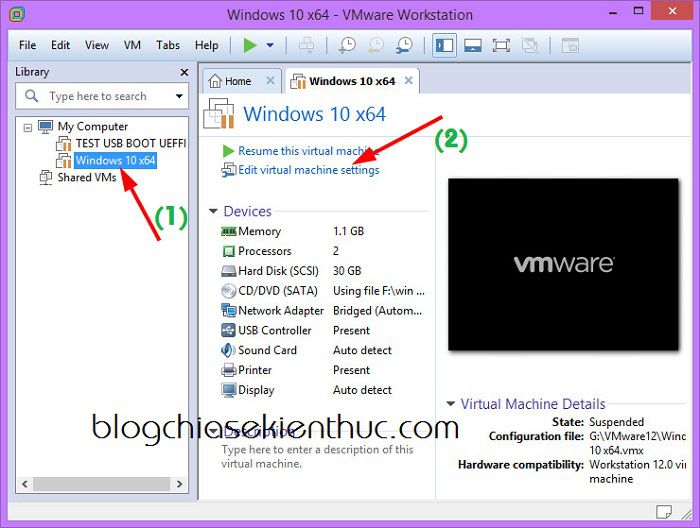 Windows 10 x64 - VMware Workstation
File Edit View VM Tabs Help
Library
Type here to search
My Computer
TEST USB BOOT UEFFI
Windows 10 x64
Shared VMs
(1)
Home
Windows 10 x64
Windows 10 x64
Resume this virtual machine
(2)
Edit virtual machine settings
Devices
Memory 1.1 GB
Processors 2
Hard Disk (SCSI) 30 GB
CD/DVD (SATA) Using file F:\win ...
Network Adapter Bridged (Autom...
USB Controller Present
Sound Card Auto detect
Printer Present
Display Auto detect
blogchiasekienthuc.com
Description
Type here to enter a description of
this virtual machine.
vmware
Virtual Machine Details
State: Suspended
Configuration file: G:\VMware12\Wind
10 x64.vmx
Hardware compatibility: Workstation 12.0 vir
machine